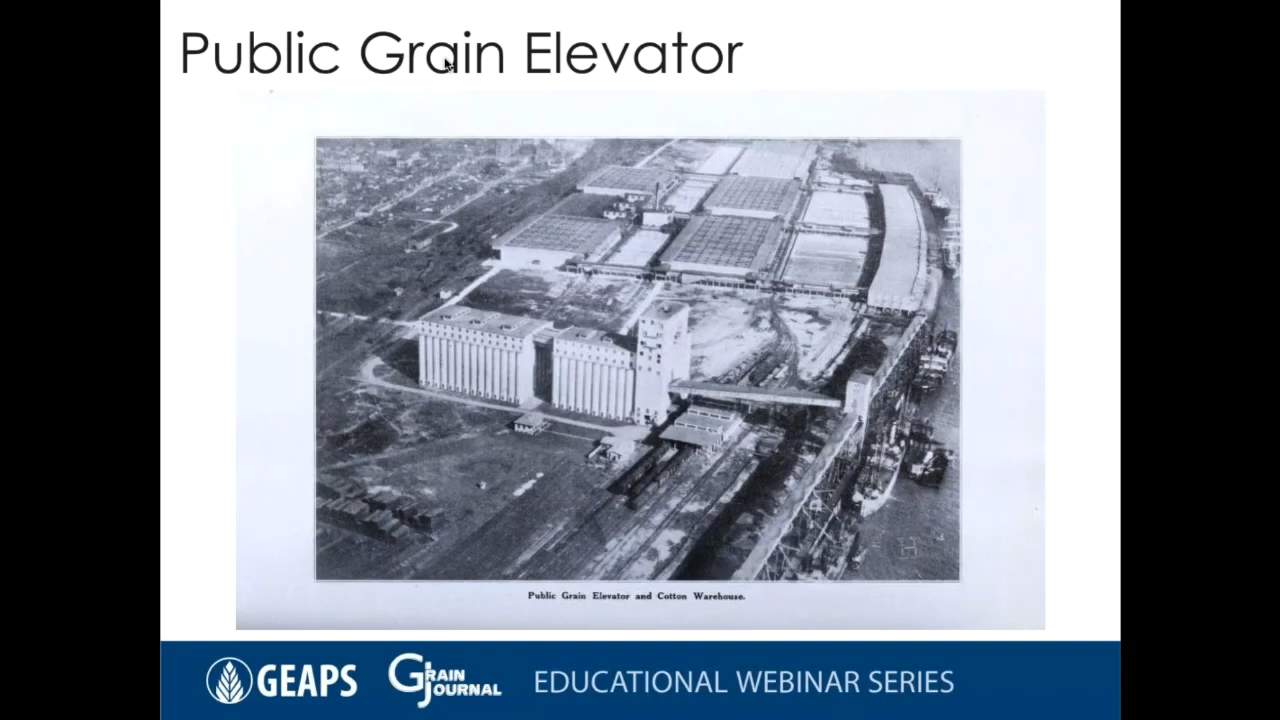 Public Grain Elevator
Public Grain Elevator and Cotton Warehouse.
GEAPS
GRAIN
JOURNAL
EDUCATIONAL WEBINAR SERIES